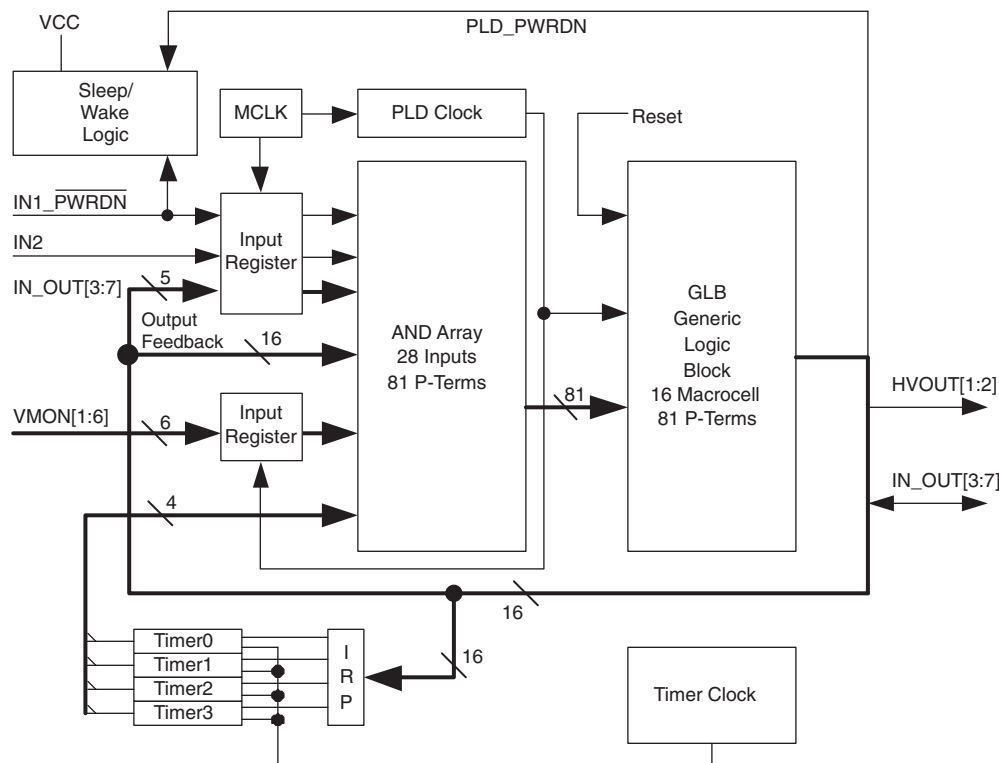 VCC
PLD_PWRDN
Sleep/
Wake
Logic
MCLK
PLD Clock
Reset
IN1_PWRDN
IN2
IN_OUT[3:7]
5
Input
Register
Output
Feedback
16
AND Array
28 Inputs
81 P-Terms
GLB
Generic
Logic
Block
16 Macrocell
81 P-Terms
81
HVOUT[1:2]
VMON[1:6]
6
Input
Register
IN_OUT[3:7]
4
16
16
Timer0
Timer1
Timer2
Timer3
I
R
P
Timer Clock